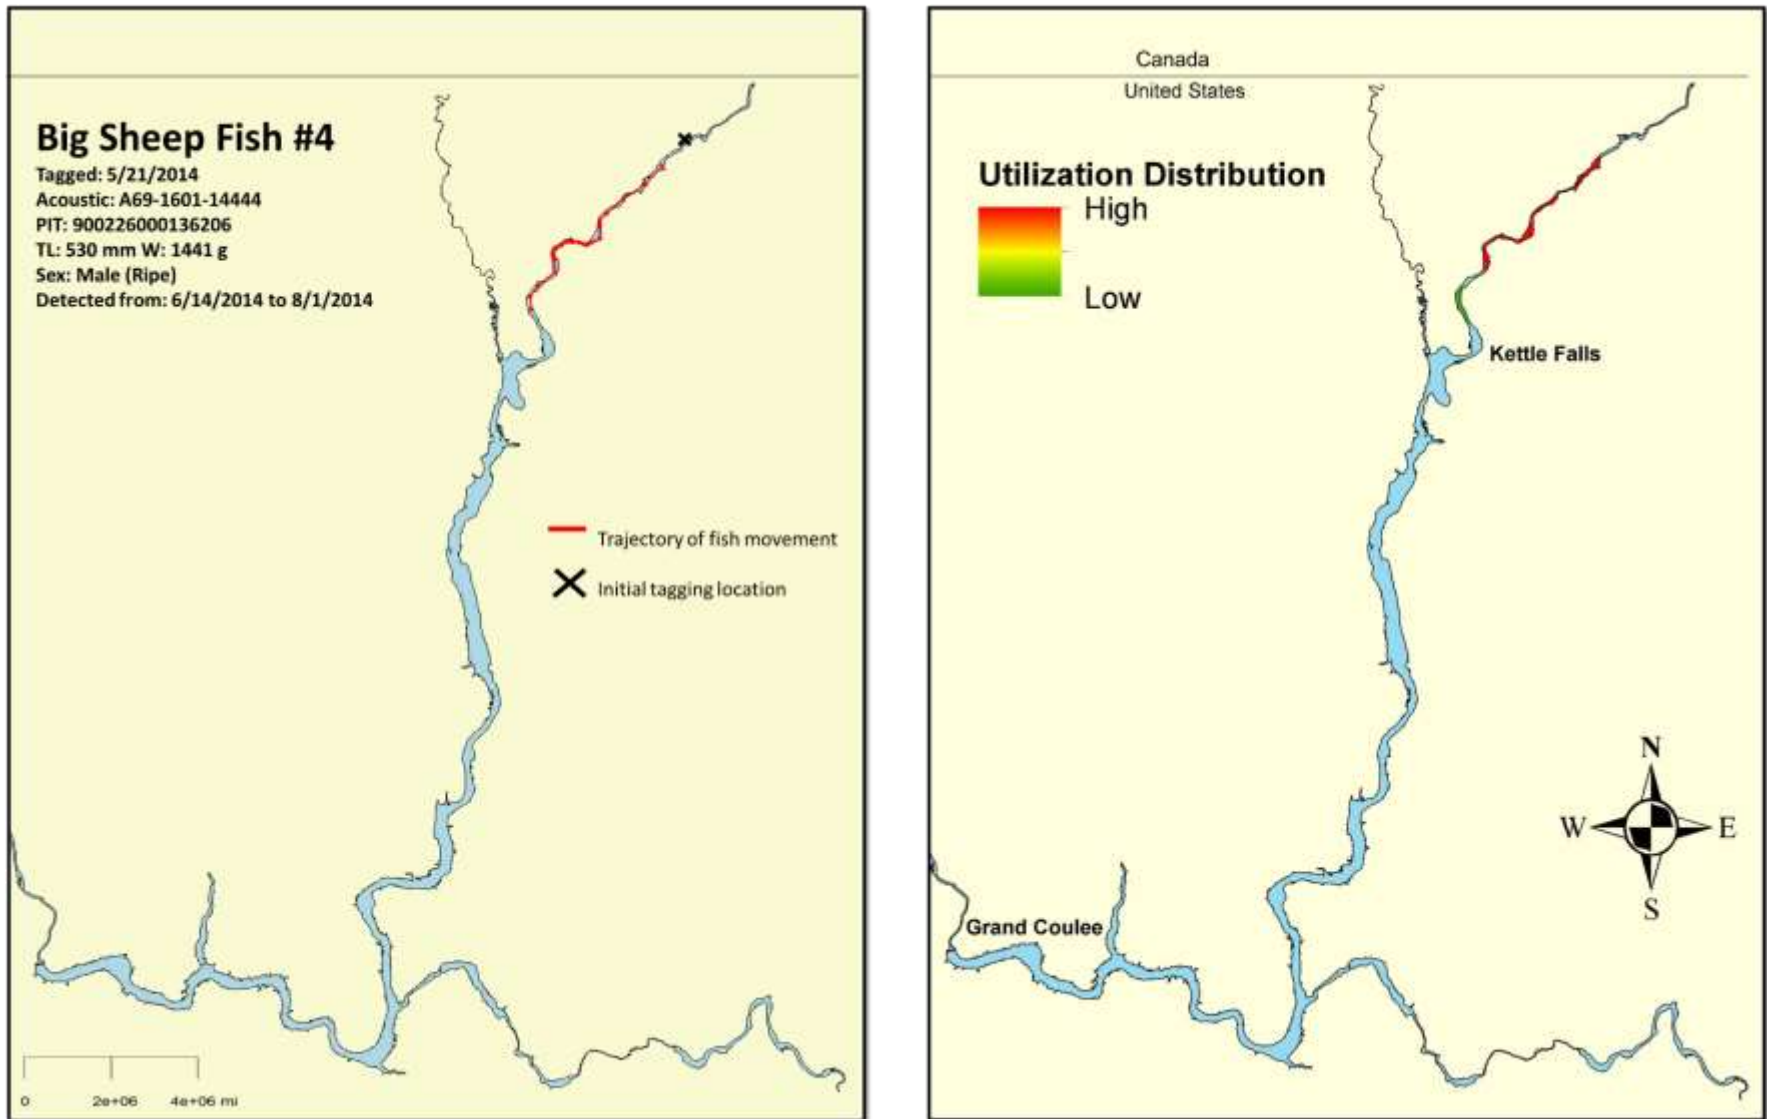 Big Sheep Fish #4
Tagged: 5/21/2014
Acoustic: A69-1601-14444
PIT: 900226000136206
TL: 530 mm W: 1441 g
Sex: Male (Ripe)
Detected from: 6/14/2014 to 8/1/2014
Trajectory of fish movement
Initial tagging location
0 2e+06 4e+06 mi
Canada
United States
Utilization Distribution
High
Low
Kettle Falls
N
W E
S
Grand Coulee